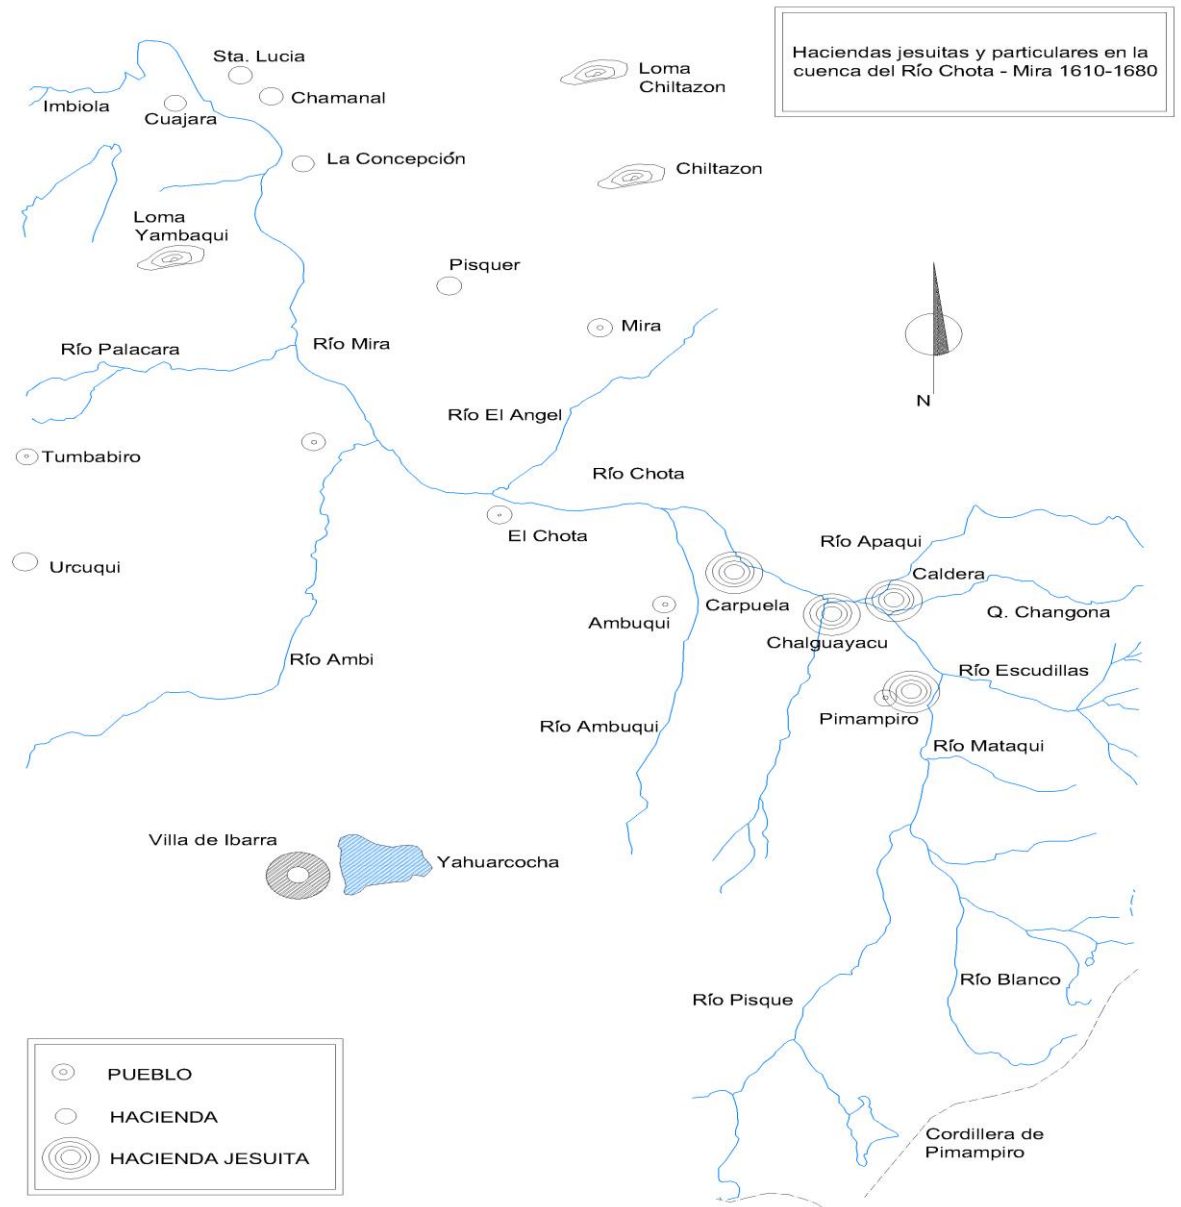 Haciendas jesuitas y particulares en la
cuenca del Río Chota - Mira 1610-1680
Sta. Lucia
Loma
Chiltazon
Imbiola
Chamanal
Cuajara
La Concepción
Chiltazon
Loma
Yambaqui
Pisquer
Mira
Río Palacara
Río Mira
N
Río El Angel
Tumbabiro
Río Chota
El Chota
Río Apaqui
Urcuqui
Caldera
Carpuela
Q. Changona
Ambuqui
Chalguayacu
Río Ambi
Río Escudillas
Pimampiro
Río Ambuqui
Río Mataqui
Villa de Ibarra
Yahuarcocha
Río Blanco
Río Pisque
PUEBLO
HACIENDA
HACIENDA JESUITA
Cordillera de
Pimampiro